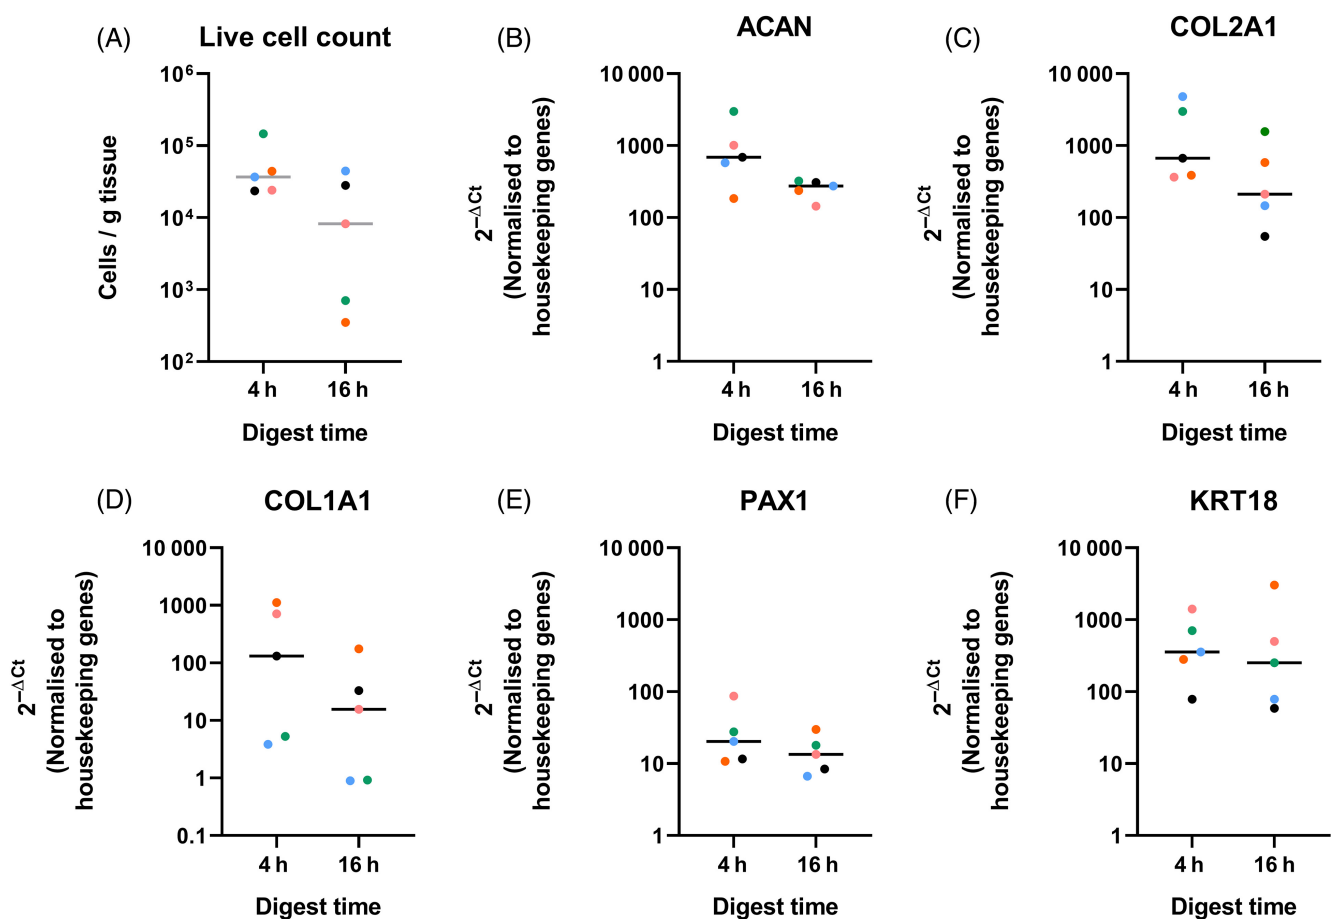 (A)
Live cell count
10⁶
10⁵
10⁴
10³
10²
Cells / g tissue
4 h
16 h
Digest time
(B)
ACAN
10 000
1000
100
10
1
2^−ΔCt
(Normalised to
housekeeping genes)
4 h
16 h
Digest time
(C)
COL2A1
10 000
1000
100
10
1
2^−ΔCt
(Normalised to
housekeeping genes)
4 h
16 h
Digest time
(D)
COL1A1
10 000
1000
100
10
1
0.1
2^−ΔCt
(Normalised to
housekeeping genes)
4 h
16 h
Digest time
(E)
PAX1
10 000
1000
100
10
1
2^−ΔCt
(Normalised to
housekeeping genes)
4 h
16 h
Digest time
(F)
KRT18
10 000
1000
100
10
1
2^−ΔCt
(Normalised to
housekeeping genes)
4 h
16 h
Digest time